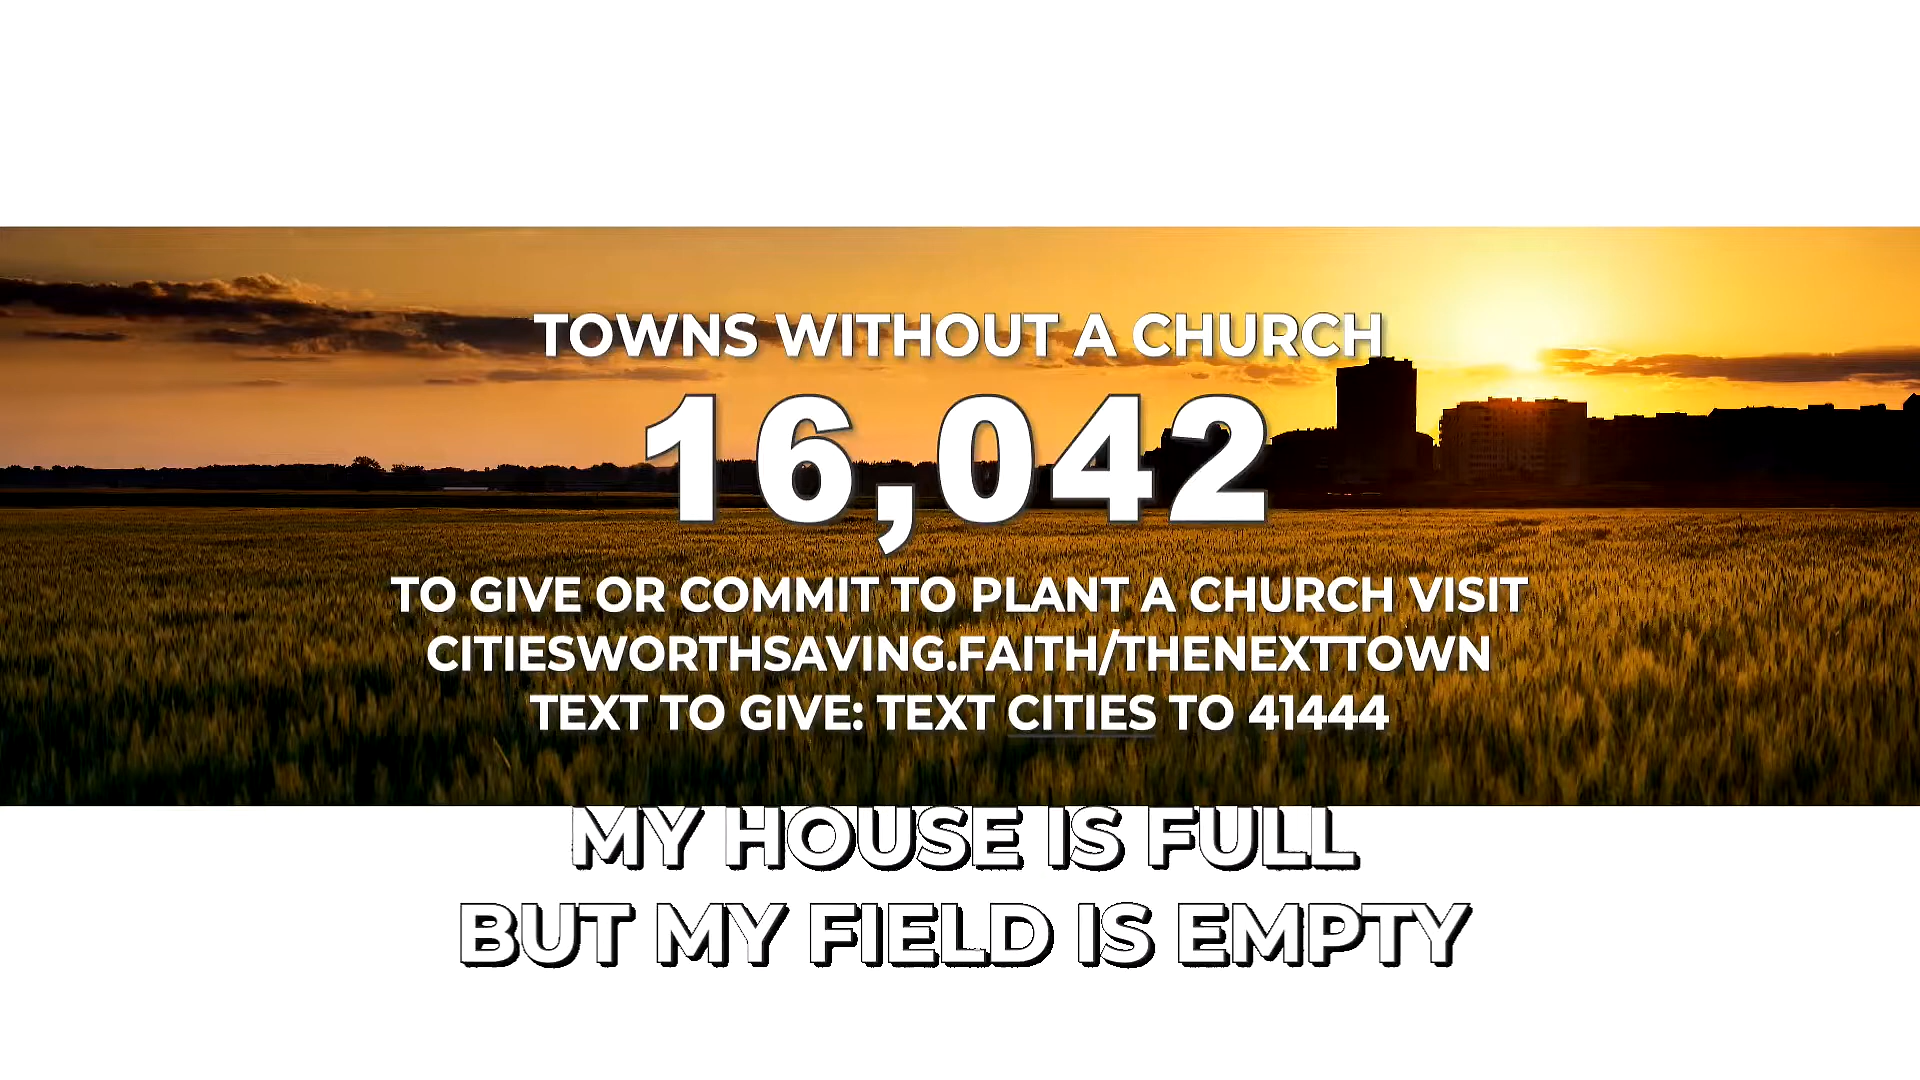 TOWNS WITHOUT A CHURCH
16,042
TO GIVE OR COMMIT TO PLANT A CHURCH VISIT
CITIESWORTHSAVING.FAITH/THENEXTTOWN
TEXT TO GIVE: TEXT CITIES TO 41444
MY HOUSE IS FULL
BUT MY FIELD IS EMPTY